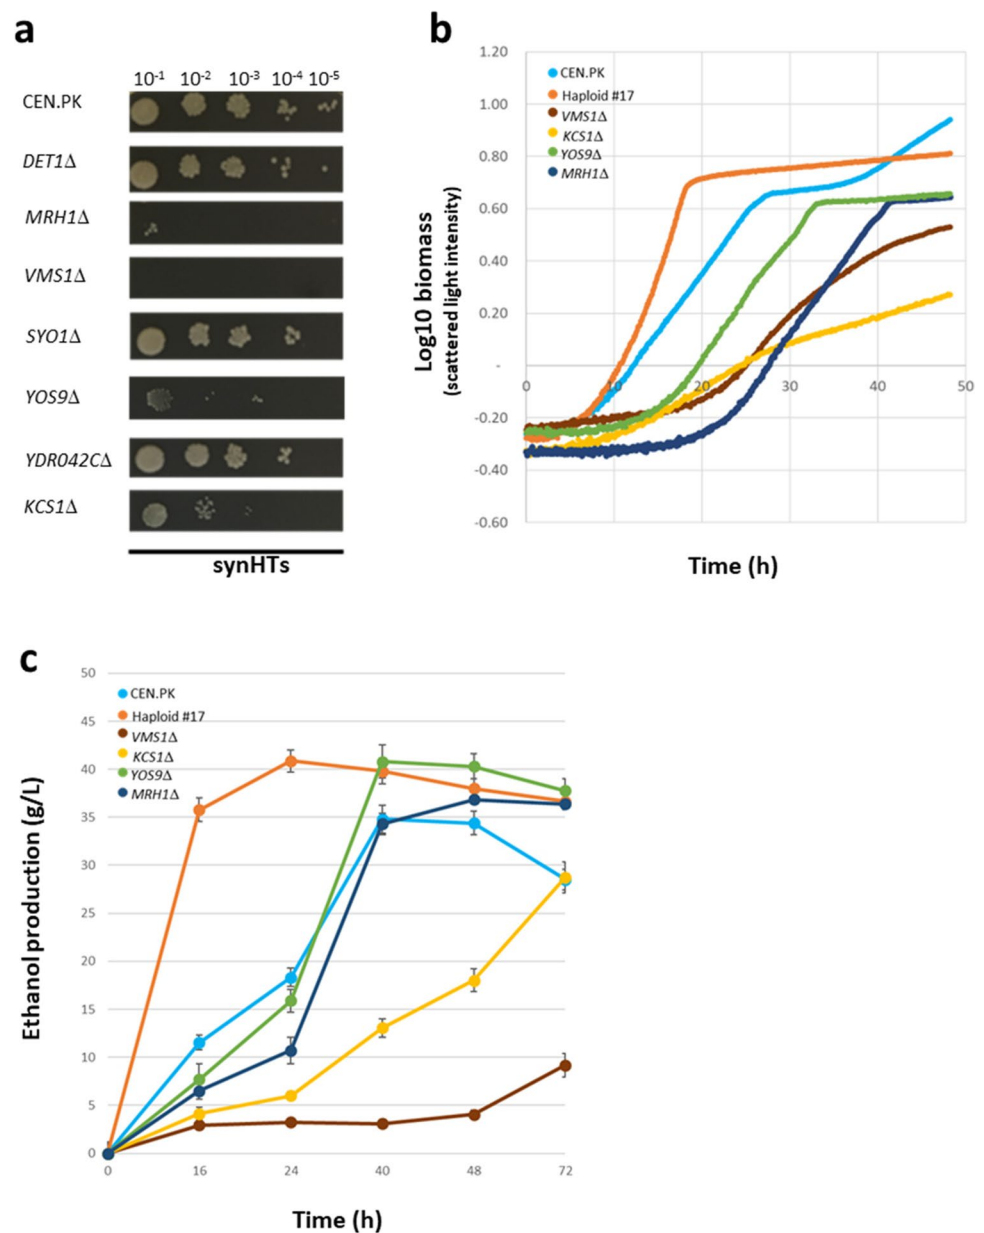 a
10-1 10-2 10-3 10-4 10-5
CEN.PK
DET1Δ
MRH1Δ
VMS1Δ
SYO1Δ
YOS9Δ
YDR042CΔ
KCS1Δ
synHTs
b
1.20
1.00
0.80
0.60
0.40
0.20
-
-0.20
-0.40
-0.60
0 10 20 30 40 50
CEN.PK
Haploid #17
VMS1Δ
KCS1Δ
YOS9Δ
MRH1Δ
Log10 biomass
(scattered light intensity)
Time (h)
c
50
45
40
35
30
25
20
15
10
5
0
0 16 24 40 48 72
CEN.PK
Haploid #17
VMS1Δ
KCS1Δ
YOS9Δ
MRH1Δ
Ethanol production (g/L)
Time (h)